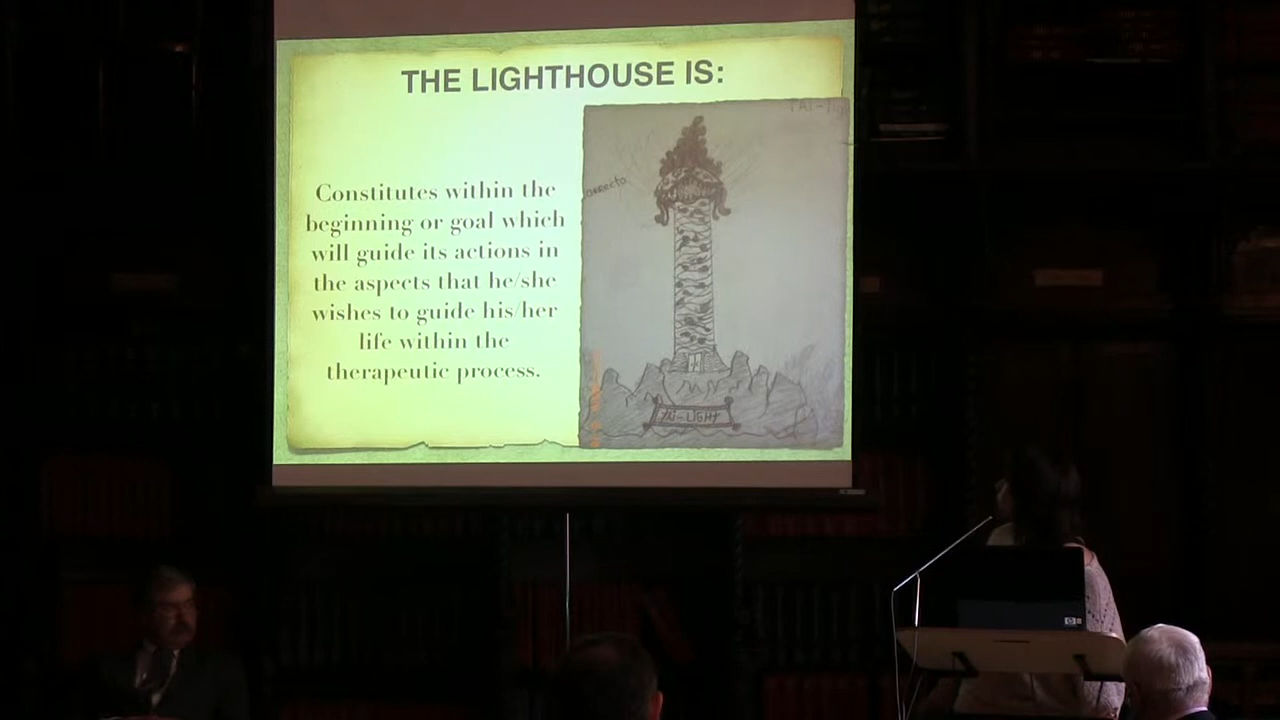 THE LIGHTHOUSE IS:
Constitutes within the
beginning or goal which
will guide its actions in
the aspects that he/she
wishes to guide his/her
life within the
therapeutic process.
hp